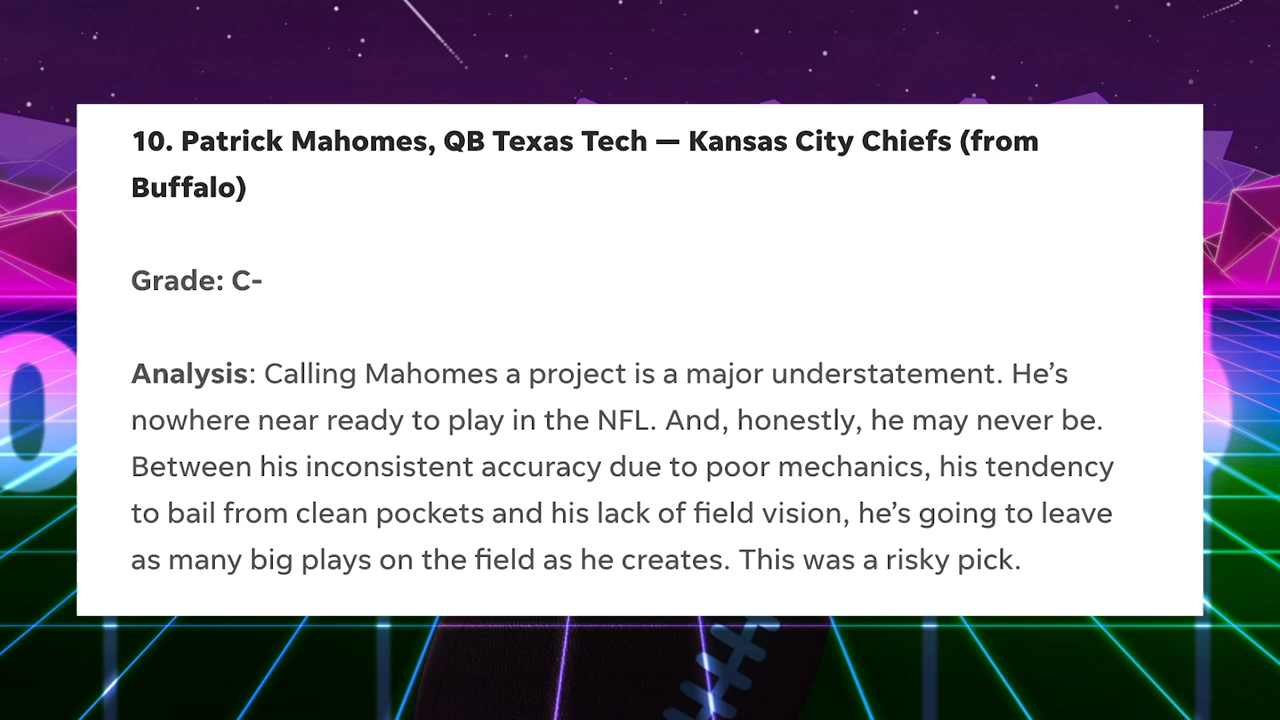 10. Patrick Mahomes, QB Texas Tech — Kansas City Chiefs (from
Buffalo)
Grade: C-
Analysis: Calling Mahomes a project is a major understatement. He’s
nowhere near ready to play in the NFL. And, honestly, he may never be.
Between his inconsistent accuracy due to poor mechanics, his tendency
to bail from clean pockets and his lack of field vision, he’s going to leave
as many big plays on the field as he creates. This was a risky pick.
0